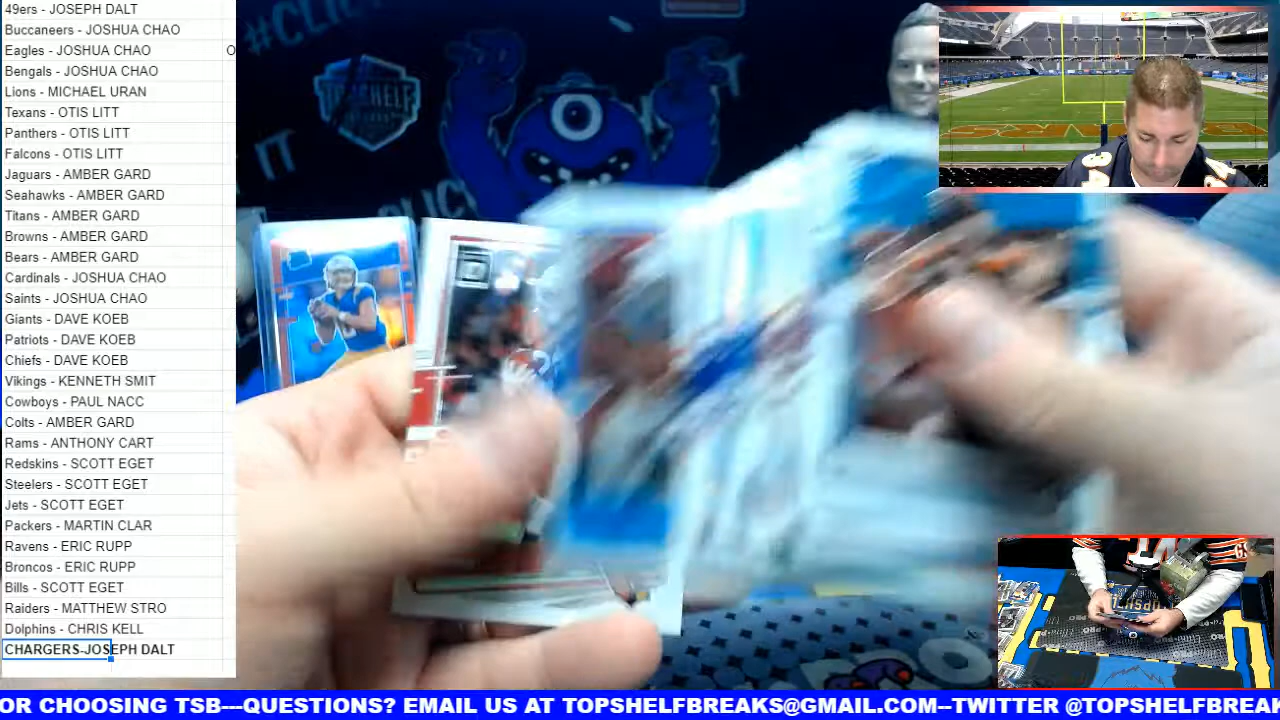 49ers - JOSEPH DALT
Buccaneers - JOSHUA CHAO
Eagles - JOSHUA CHAO O
Bengals - JOSHUA CHAO
Lions - MICHAEL URAN
Texans - OTIS LITT
Panthers - OTIS LITT
Falcons - OTIS LITT
Jaguars - AMBER GARD
Seahawks - AMBER GARD
Titans - AMBER GARD
Browns - AMBER GARD
Bears - AMBER GARD
Cardinals - JOSHUA CHAO
Saints - JOSHUA CHAO
Giants - DAVE KOEB
Patriots - DAVE KOEB
Chiefs - DAVE KOEB
Vikings - KENNETH SMIT
Cowboys - PAUL NACC
Colts - AMBER GARD
Rams - ANTHONY CART
Redskins - SCOTT EGET
Steelers - SCOTT EGET
Jets - SCOTT EGET
Packers - MARTIN CLAR
Ravens - ERIC RUPP
Broncos - ERIC RUPP
Bills - SCOTT EGET
Raiders - MATTHEW STRO
Dolphins - CHRIS KELL
CHARGERS-JOSEPH DALT
OR CHOOSING TSB---QUESTIONS? EMAIL US AT TOPSHELFBREAKS@GMAIL.COM--TWITTER @TOPSHELFBREA